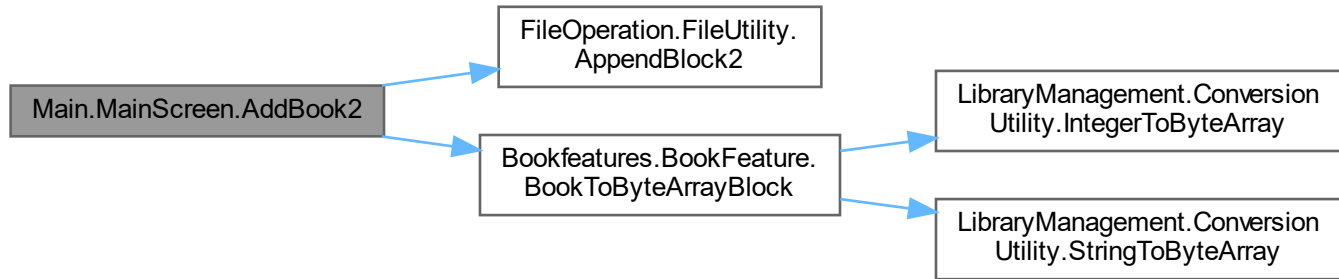 FileOperation.FileUtility.
AppendBlock2
Main.MainScreen.AddBook2
LibraryManagement.Conversion
Utility.IntegerToByteArray
Bookfeatures.BookFeature.
BookToByteArrayBlock
LibraryManagement.Conversion
Utility.StringToByteArray